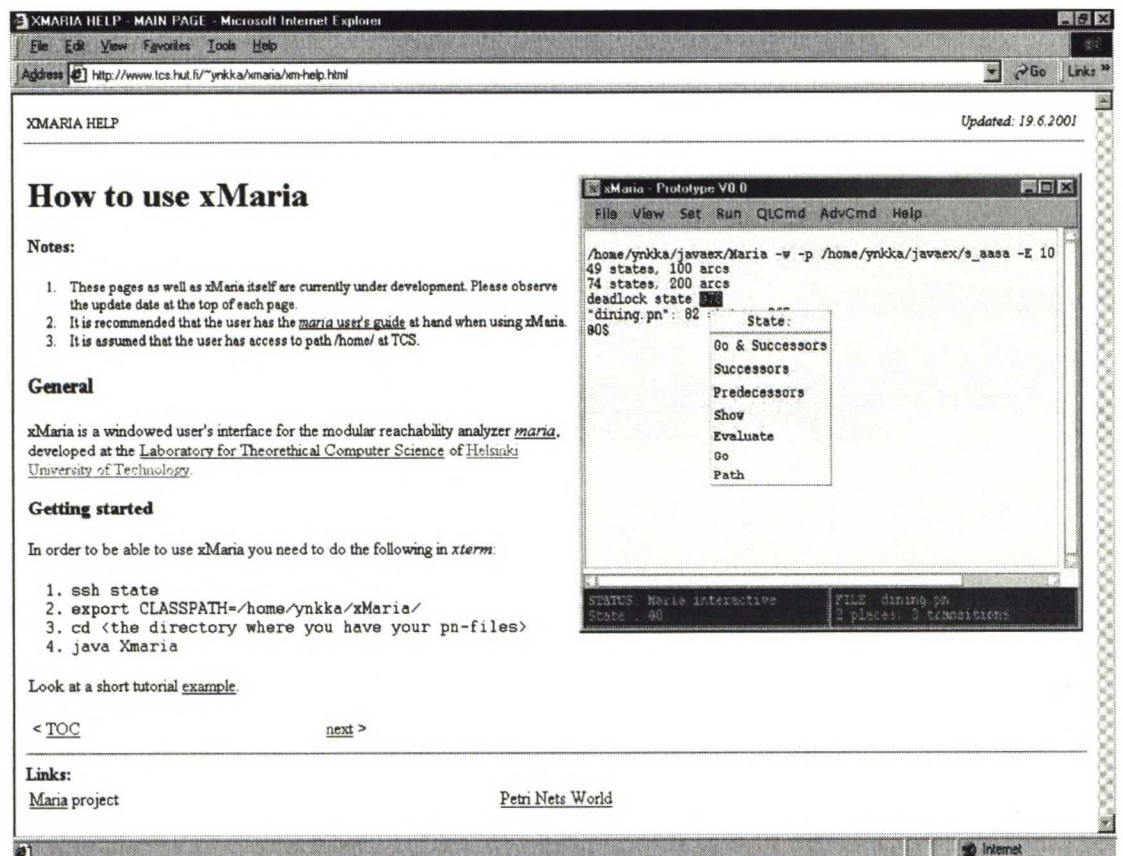 XMARIA HELP - MAIN PAGE - Microsoft Internet Explorer
File Edit View Favorites Tools Help
Address http://www.tcs.hut.fi/~ynkka/xmaria/xm-help.html Go Links »
XMARIA HELP
Updated: 19.6.2001
How to use xMaria
Notes:
1. These pages as well as xMaria itself are currently under development. Please observe
the update date at the top of each page.
2. It is recommended that the user has the maria user's guide at hand when using xMaria.
3. It is assumed that the user has access to path /home/ at TCS.
General
xMaria is a windowed user's interface for the modular reachability analyzer maria,
developed at the Laboratory for Theorethical Computer Science of Helsinki
University of Technology.
Getting started
In order to be able to use xMaria you need to do the following in xterm:
1. ssh state
2. export CLASSPATH=/home/ynkka/xMaria/
3. cd <the directory where you have your pn-files>
4. java Xmaria
Look at a short tutorial example.
< TOC
next >
Links:
Maria project
Petri Nets World
xMaria - Prototype V0.0
File View Set Run QLCmd AdvCmd Help
/home/ynkka/javaex/Maria -w -p /home/ynkka/javaex/s_aasa -E 10
49 states, 100 arcs
74 states, 200 arcs
deadlock state
"dining.pn": 82
@0$
State:
Go & Successors
Successors
Predecessors
Show
Evaluate
Go
Path
STATUS: Maria interactive
State : @0
FILE: dining.pn
2 places, 3 transitions
Internet